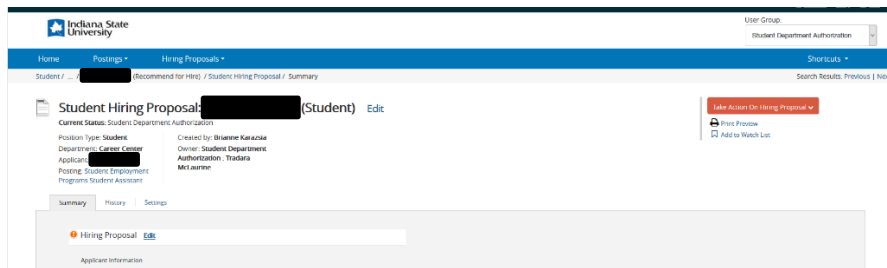 Indiana State
University
User Group:
Student Department Authorization
Home Postings Hiring Proposals Shortcuts
Student / ... / (Recommend for Hire) / Student Hiring Proposal / Summary
Search Results: Previous |
Student Hiring Proposal: (Student) Edit
Current Status: Student Department Authorization
Position Type: Student
Department: Career Center
Applicant:
Posting: Student Employment
Programs Student Assistant
Created by: Brianne Karazsia
Owner: Student Department
Authorization : Tradara
McLaurine
Take Action On Hiring Proposal
Print Preview
Add to Watch List
Summary History Settings
Hiring Proposal Edit
Applicant Information